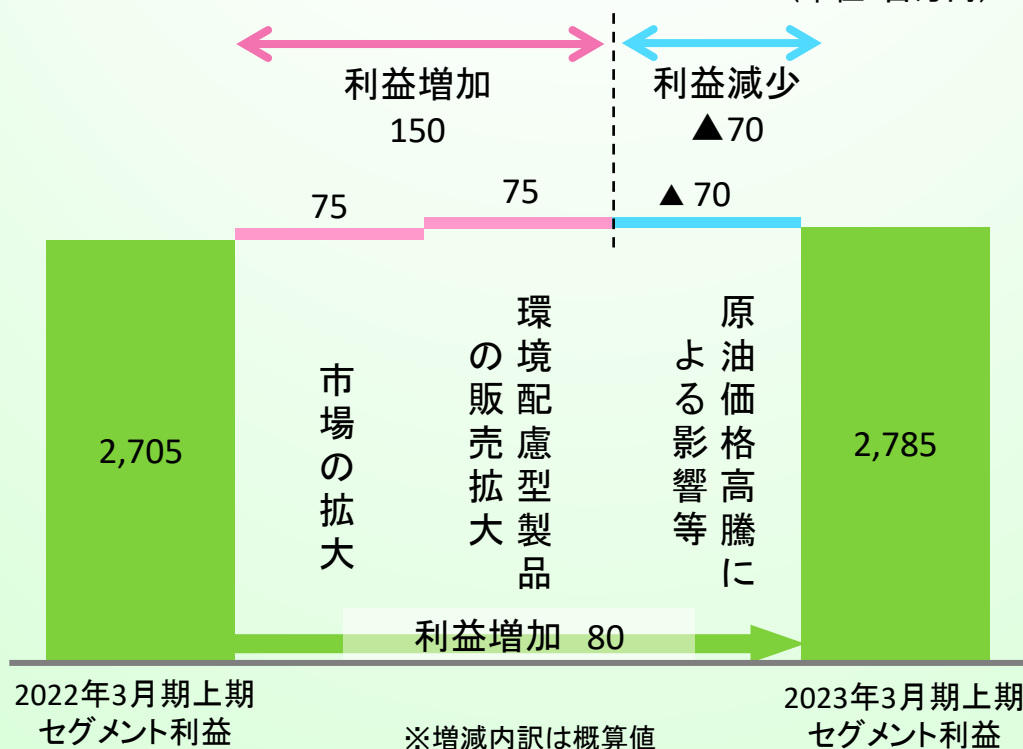 利益増加
150
利益減少
▲70
75
75
▲ 70
2,705
市場の拡大
環境配慮型製品
の販売拡大
原油価格高騰に
よる影響等
2,785
利益増加 80
2022年3月期上期
セグメント利益
※増減内訳は概算値
2023年3月期上期
セグメント利益